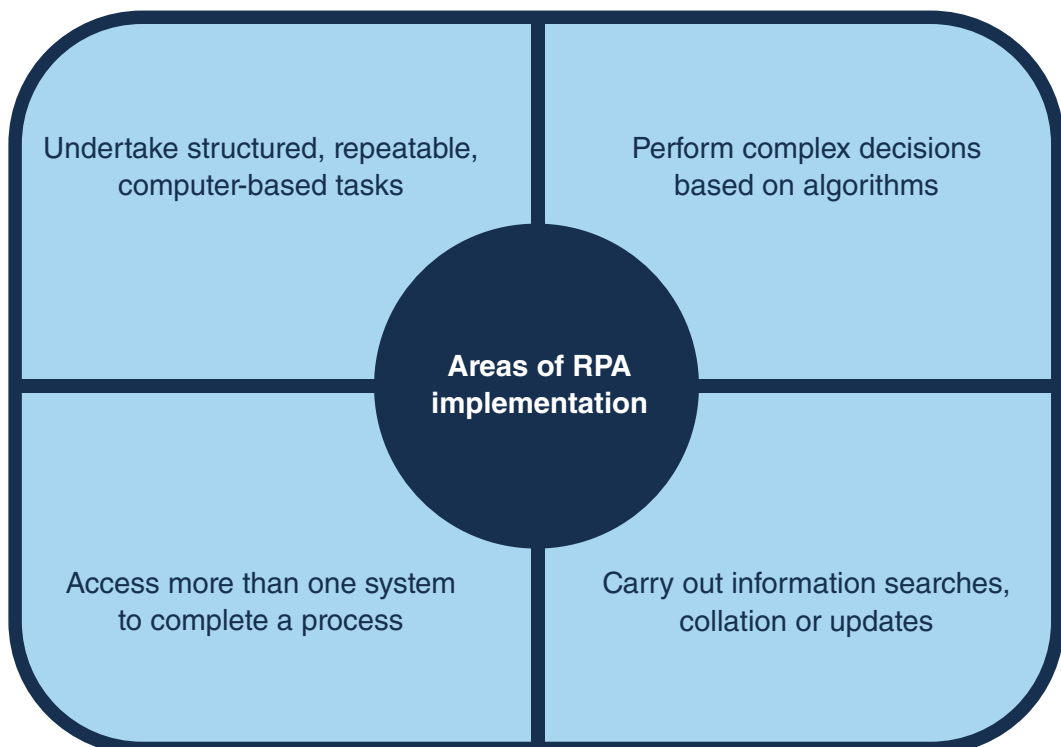 Undertake structured, repeatable,
computer-based tasks
Perform complex decisions
based on algorithms
Areas of RPA
implementation
Access more than one system
to complete a process
Carry out information searches,
collation or updates